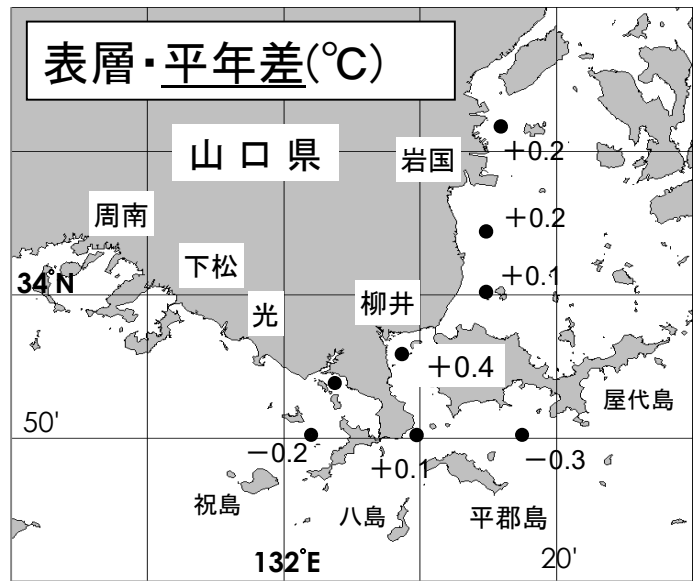 表層・平年差(℃)
山口県
岩国
+0.2
周南
+0.2
下松
34°N
+0.1
光
柳井
+0.4
屋代島
50'
-0.2
+0.1
-0.3
祝島
八島
平郡島
132°E
20'